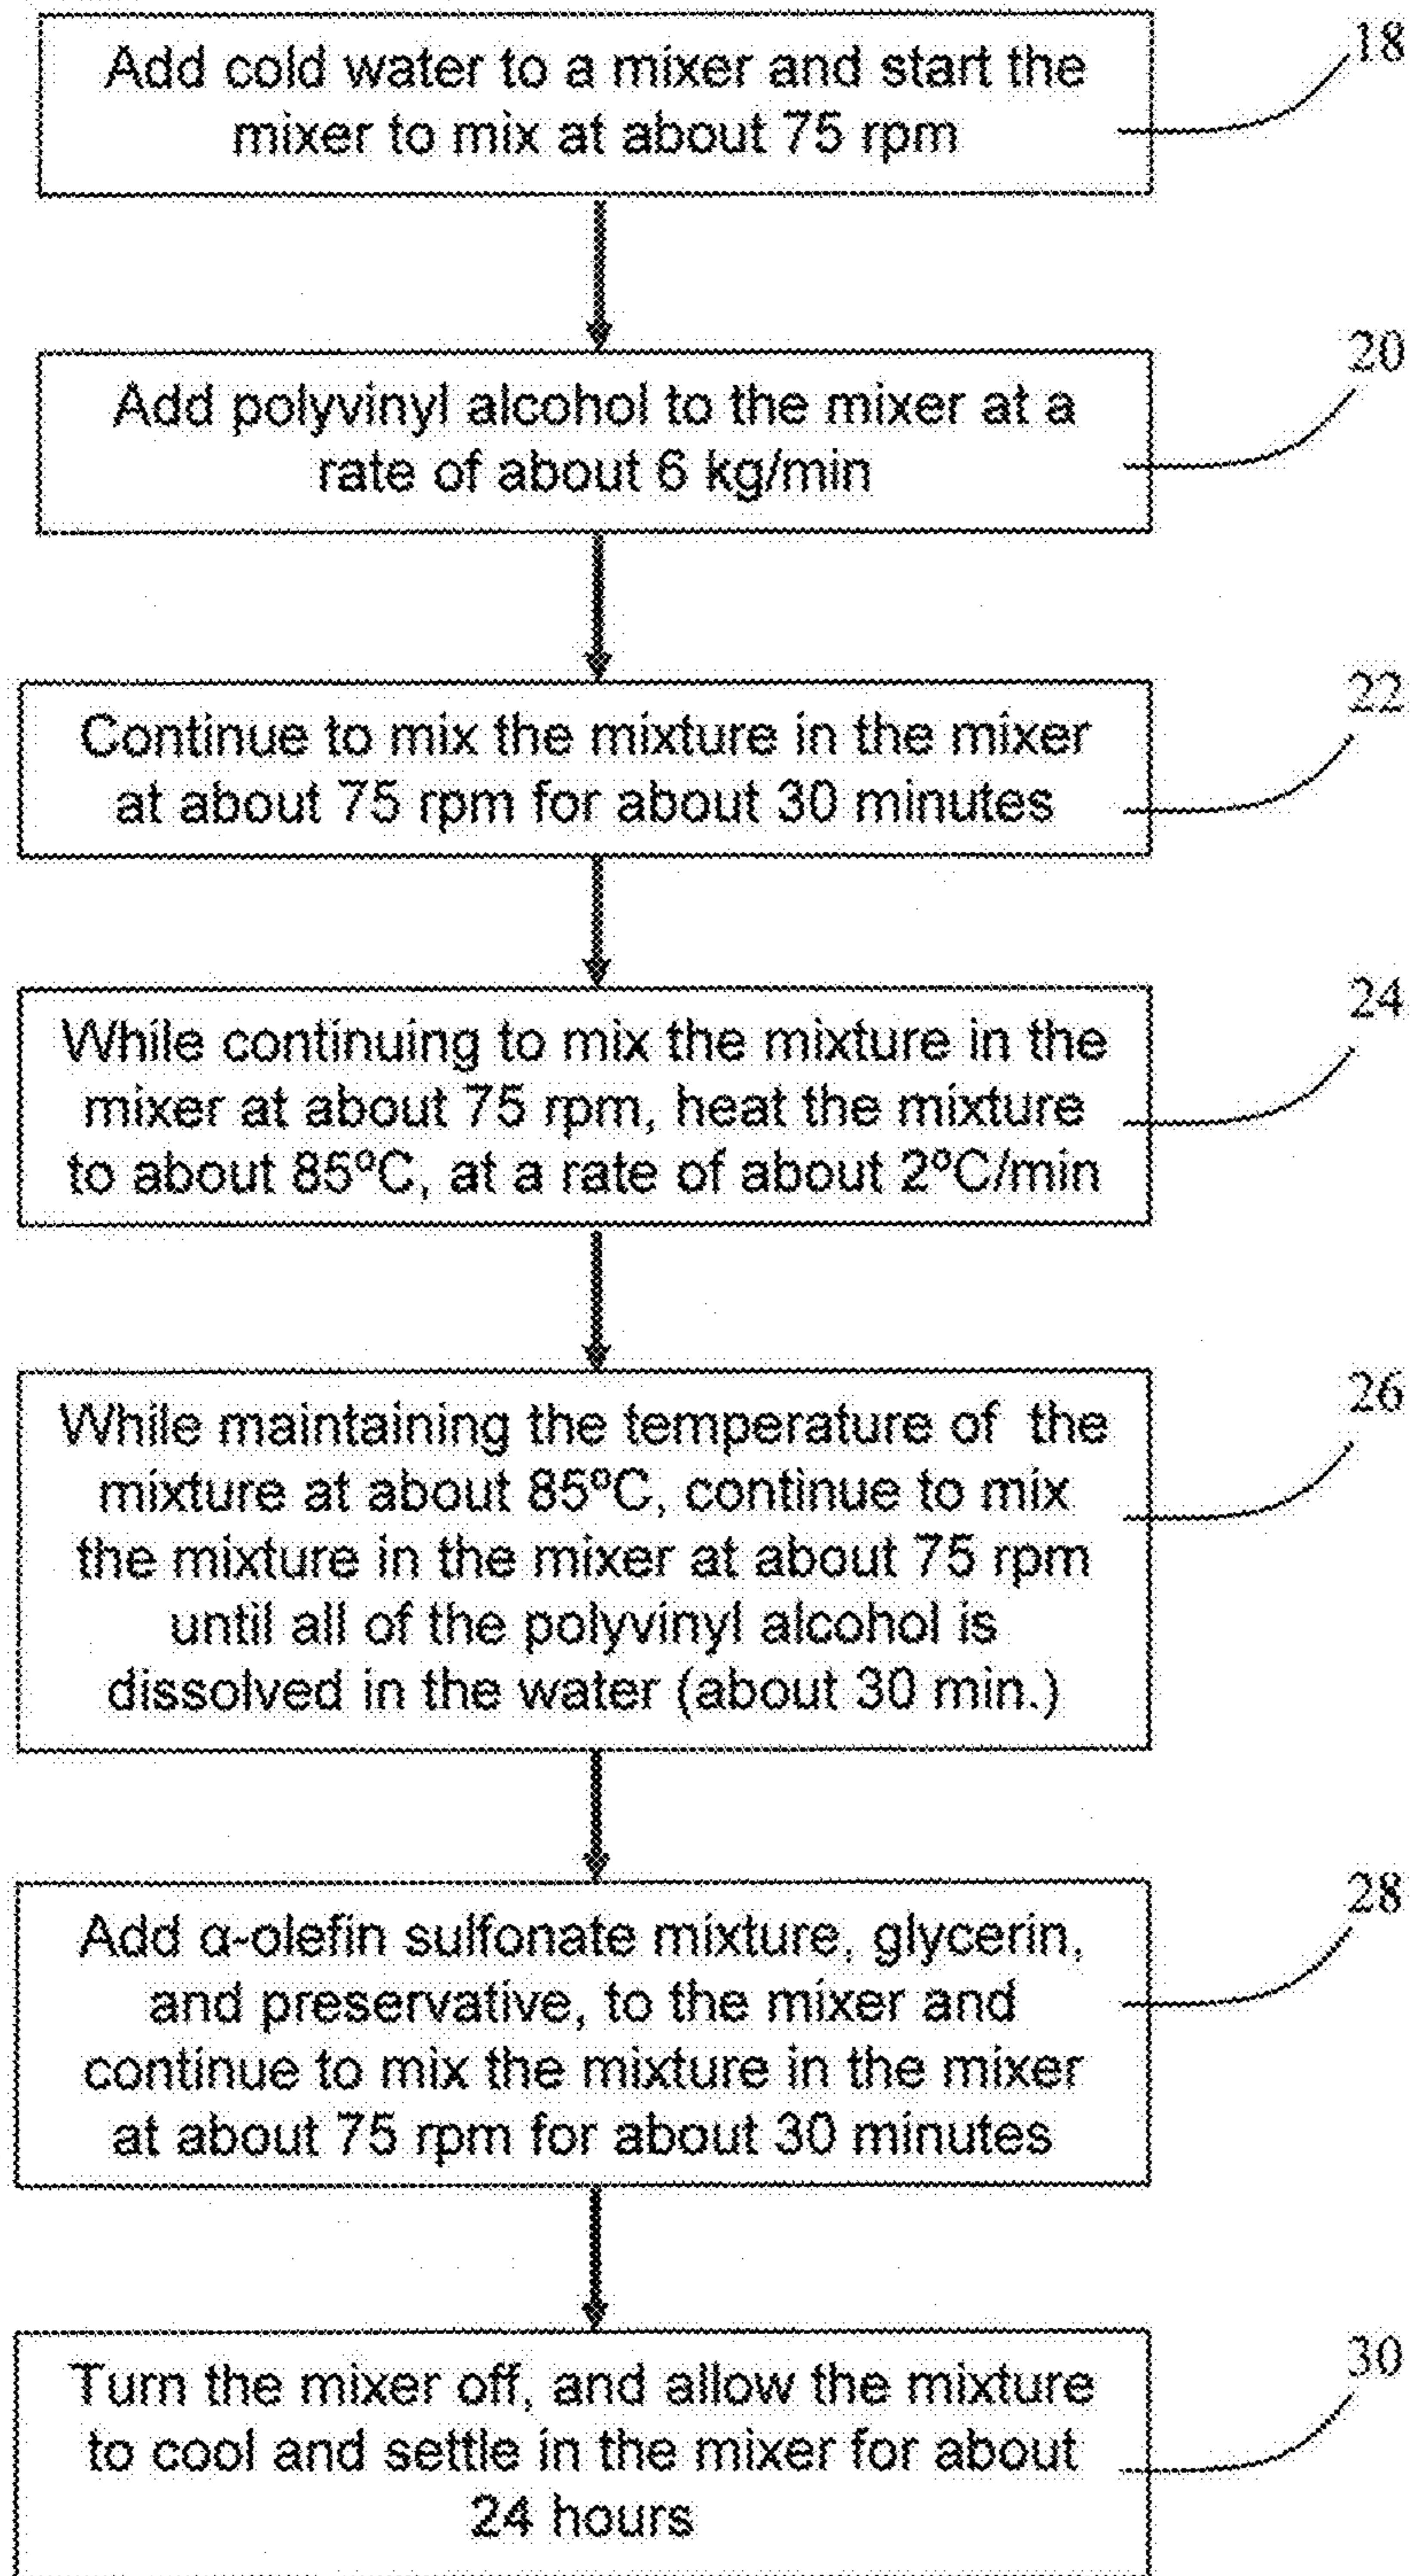 Add cold water to a mixer and start the
mixer to mix at about 75 rpm
18
Add polyvinyl alcohol to the mixer at a
rate of about 6 kg/min
20
Continue to mix the mixture in the mixer
at about 75 rpm for about 30 minutes
22
While continuing to mix the mixture in the
mixer at about 75 rpm, heat the mixture
to about 85ºC, at a rate of about 2ºC/min
24
While maintaining the temperature of the
mixture at about 85ºC, continue to mix
the mixture in the mixer at about 75 rpm
until all of the polyvinyl alcohol is
dissolved in the water (about 30 min.)
26
Add α-olefin sulfonate mixture, glycerin,
and preservative, to the mixer and
continue to mix the mixture in the mixer
at about 75 rpm for about 30 minutes
28
Turn the mixer off, and allow the mixture
to cool and settle in the mixer for about
24 hours
30